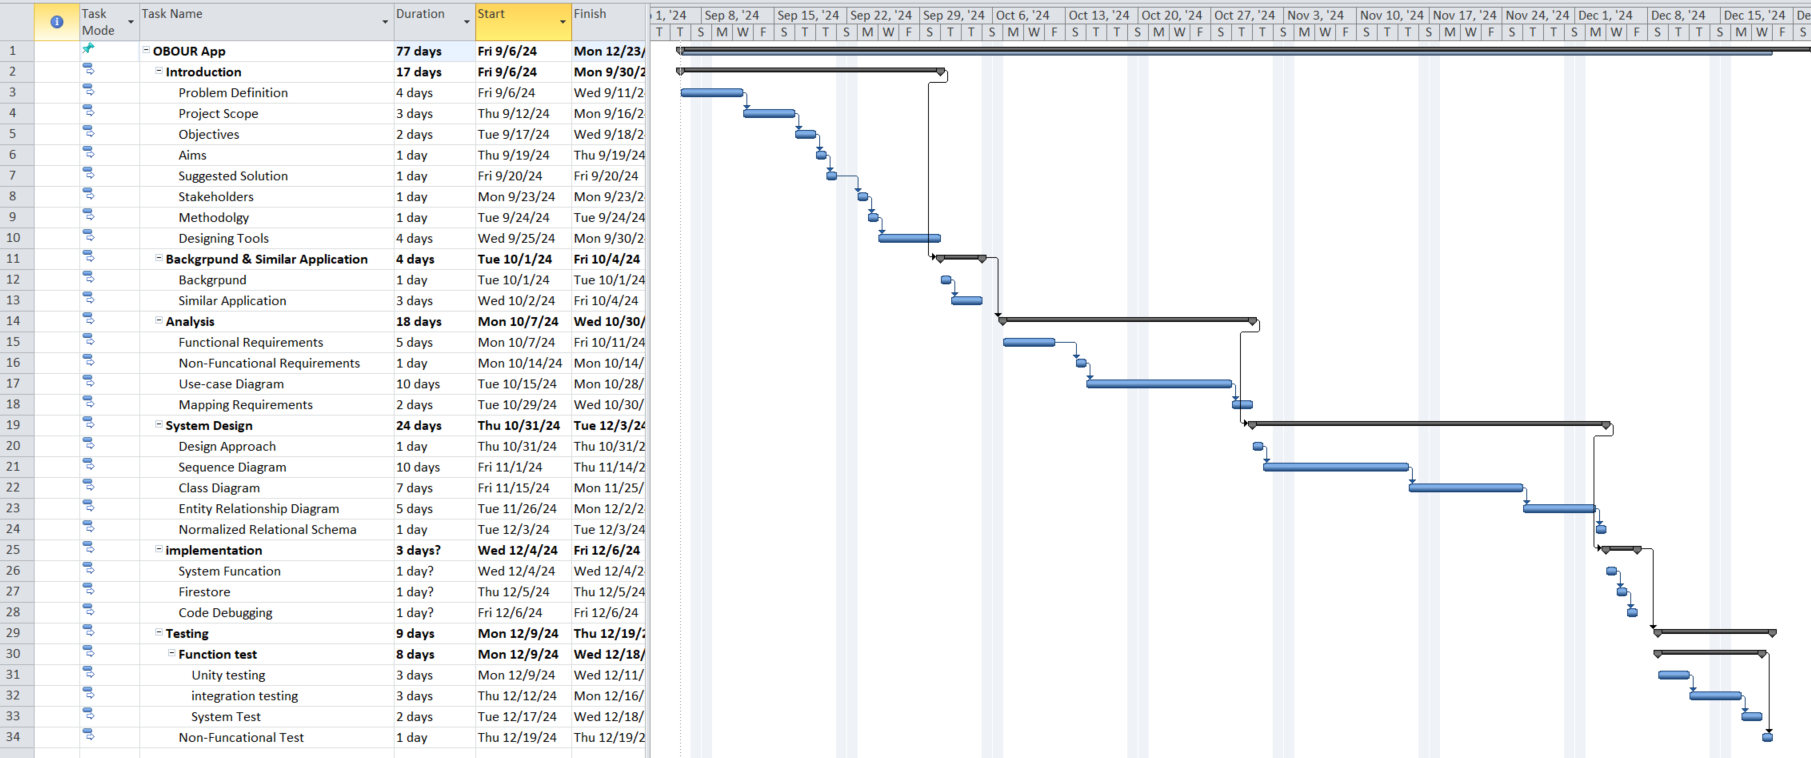 Task Mode Task Name Duration Start Finish
1, '24 Sep 8, '24 Sep 15, '24 Sep 22, '24 Sep 29, '24 Oct 6, '24 Oct 13, '24 Oct 20, '24 Oct 27, '24 Nov 3, '24 Nov 10, '24 Nov 17, '24 Nov 24, '24 Dec 1, '24 Dec 8, '24 Dec 15, '24 De
T T S M W F S T T S M W F S T T S M W F S T T S M W F S T T S M W F S T T S M W F S T T S M W F S T T S M W F S
1 OBOUR App 77 days Fri 9/6/24 Mon 12/23/
2 Introduction 17 days Fri 9/6/24 Mon 9/30/2
3 Problem Definition 4 days Fri 9/6/24 Wed 9/11/2
4 Project Scope 3 days Thu 9/12/24 Mon 9/16/2
5 Objectives 2 days Tue 9/17/24 Wed 9/18/2
6 Aims 1 day Thu 9/19/24 Thu 9/19/24
7 Suggested Solution 1 day Fri 9/20/24 Fri 9/20/24
8 Stakeholders 1 day Mon 9/23/24 Mon 9/23/24
9 Methodolgy 1 day Tue 9/24/24 Tue 9/24/24
10 Designing Tools 4 days Wed 9/25/24 Mon 9/30/2
11 Backgrpund & Similar Application 4 days Tue 10/1/24 Fri 10/4/24
12 Backgrpund 1 day Tue 10/1/24 Tue 10/1/24
13 Similar Application 3 days Wed 10/2/24 Fri 10/4/24
14 Analysis 18 days Mon 10/7/24 Wed 10/30/
15 Functional Requirements 5 days Mon 10/7/24 Fri 10/11/24
16 Non-Funcational Requirements 1 day Mon 10/14/24 Mon 10/14/
17 Use-case Diagram 10 days Tue 10/15/24 Mon 10/28/
18 Mapping Requirements 2 days Tue 10/29/24 Wed 10/30/
19 System Design 24 days Thu 10/31/24 Tue 12/3/24
20 Design Approach 1 day Thu 10/31/24 Thu 10/31/2
21 Sequence Diagram 10 days Fri 11/1/24 Thu 11/14/2
22 Class Diagram 7 days Fri 11/15/24 Mon 11/25/
23 Entity Relationship Diagram 5 days Tue 11/26/24 Mon 12/2/2
24 Normalized Relational Schema 1 day Tue 12/3/24 Tue 12/3/24
25 implementation 3 days? Wed 12/4/24 Fri 12/6/24
26 System Funcation 1 day? Wed 12/4/24 Wed 12/4/2
27 Firestore 1 day? Thu 12/5/24 Thu 12/5/24
28 Code Debugging 1 day? Fri 12/6/24 Fri 12/6/24
29 Testing 9 days Mon 12/9/24 Thu 12/19/2
30 Function test 8 days Mon 12/9/24 Wed 12/18/
31 Unity testing 3 days Mon 12/9/24 Wed 12/11/
32 integration testing 3 days Thu 12/12/24 Mon 12/16/
33 System Test 2 days Tue 12/17/24 Wed 12/18/
34 Non-Funcational Test 1 day Thu 12/19/24 Thu 12/19/2